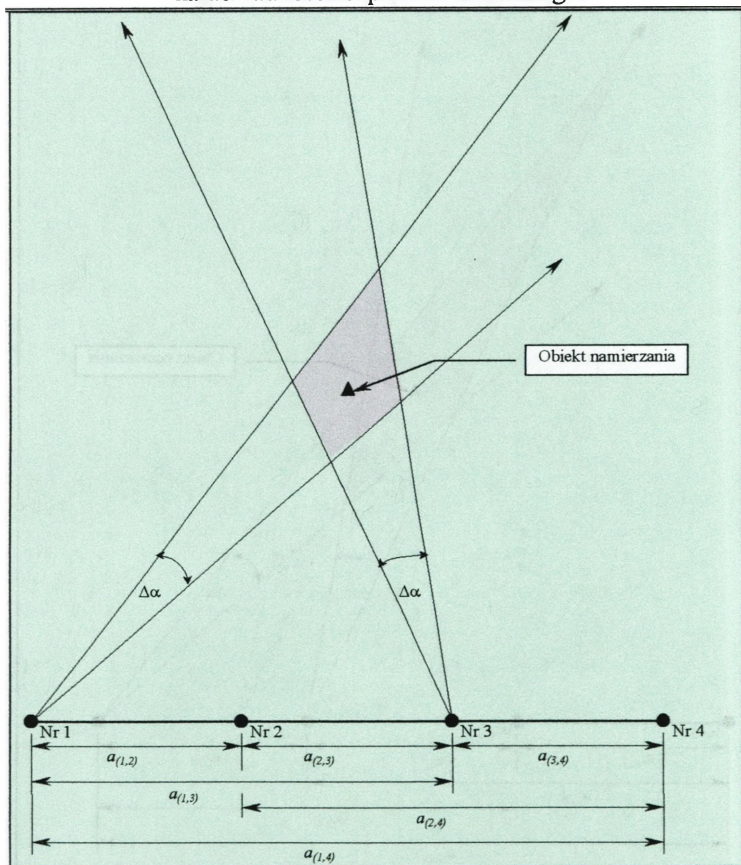 Obiekt namierzania
Δα
Δα
Nr 1
Nr 2
Nr 3
Nr 4
a(1,2)
a(2,3)
a(3,4)
a(1,3)
a(2,4)
a(1,4)